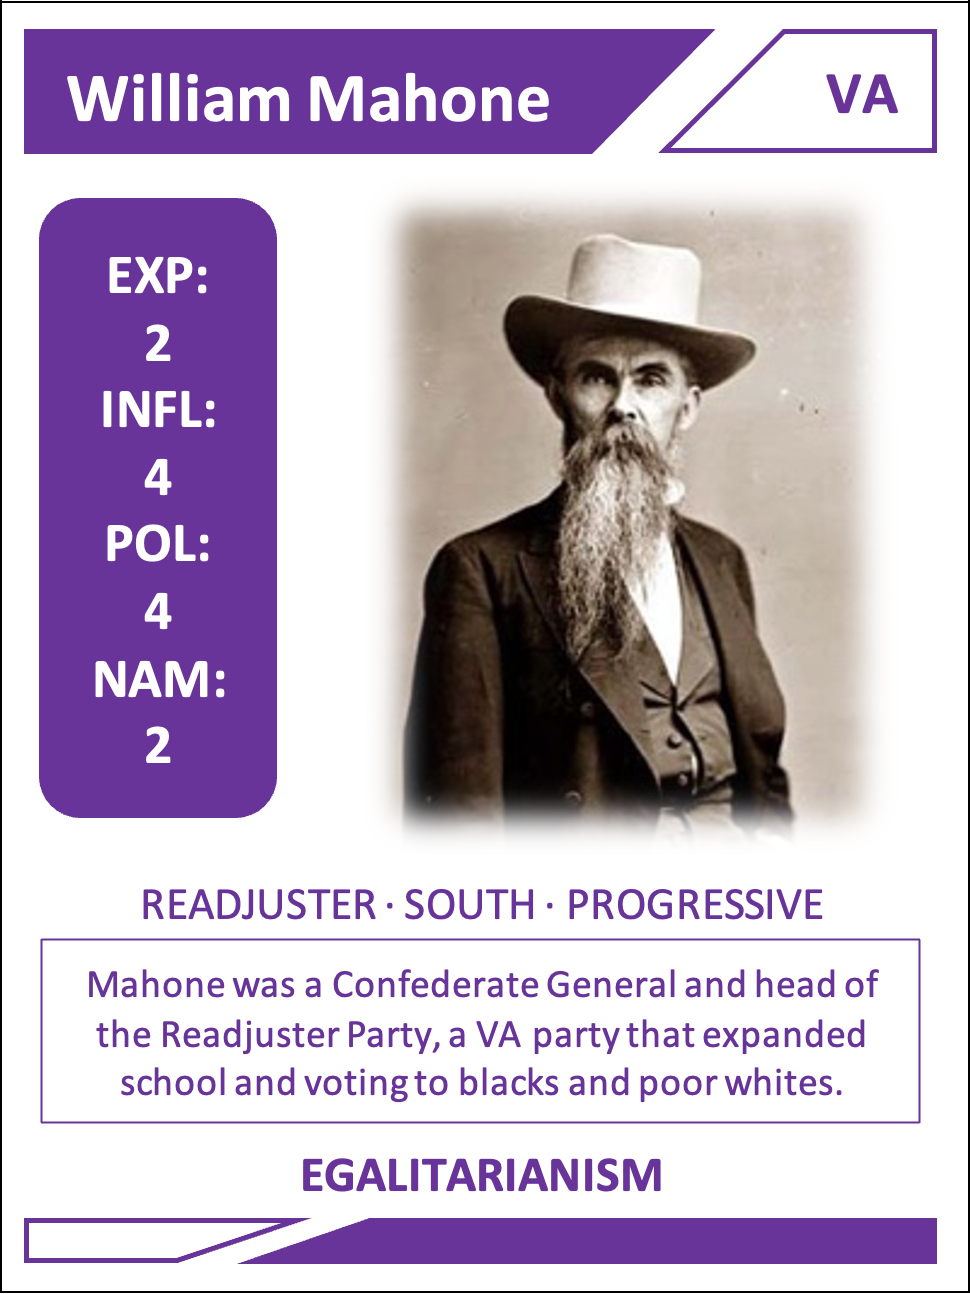 William Mahone
VA
EXP:
2
INFL:
4
POL:
4
NAM:
2
READJUSTER · SOUTH · PROGRESSIVE
Mahone was a Confederate General and head of
the Readjuster Party, a VA party that expanded
school and voting to blacks and poor whites.
EGALITARIANISM